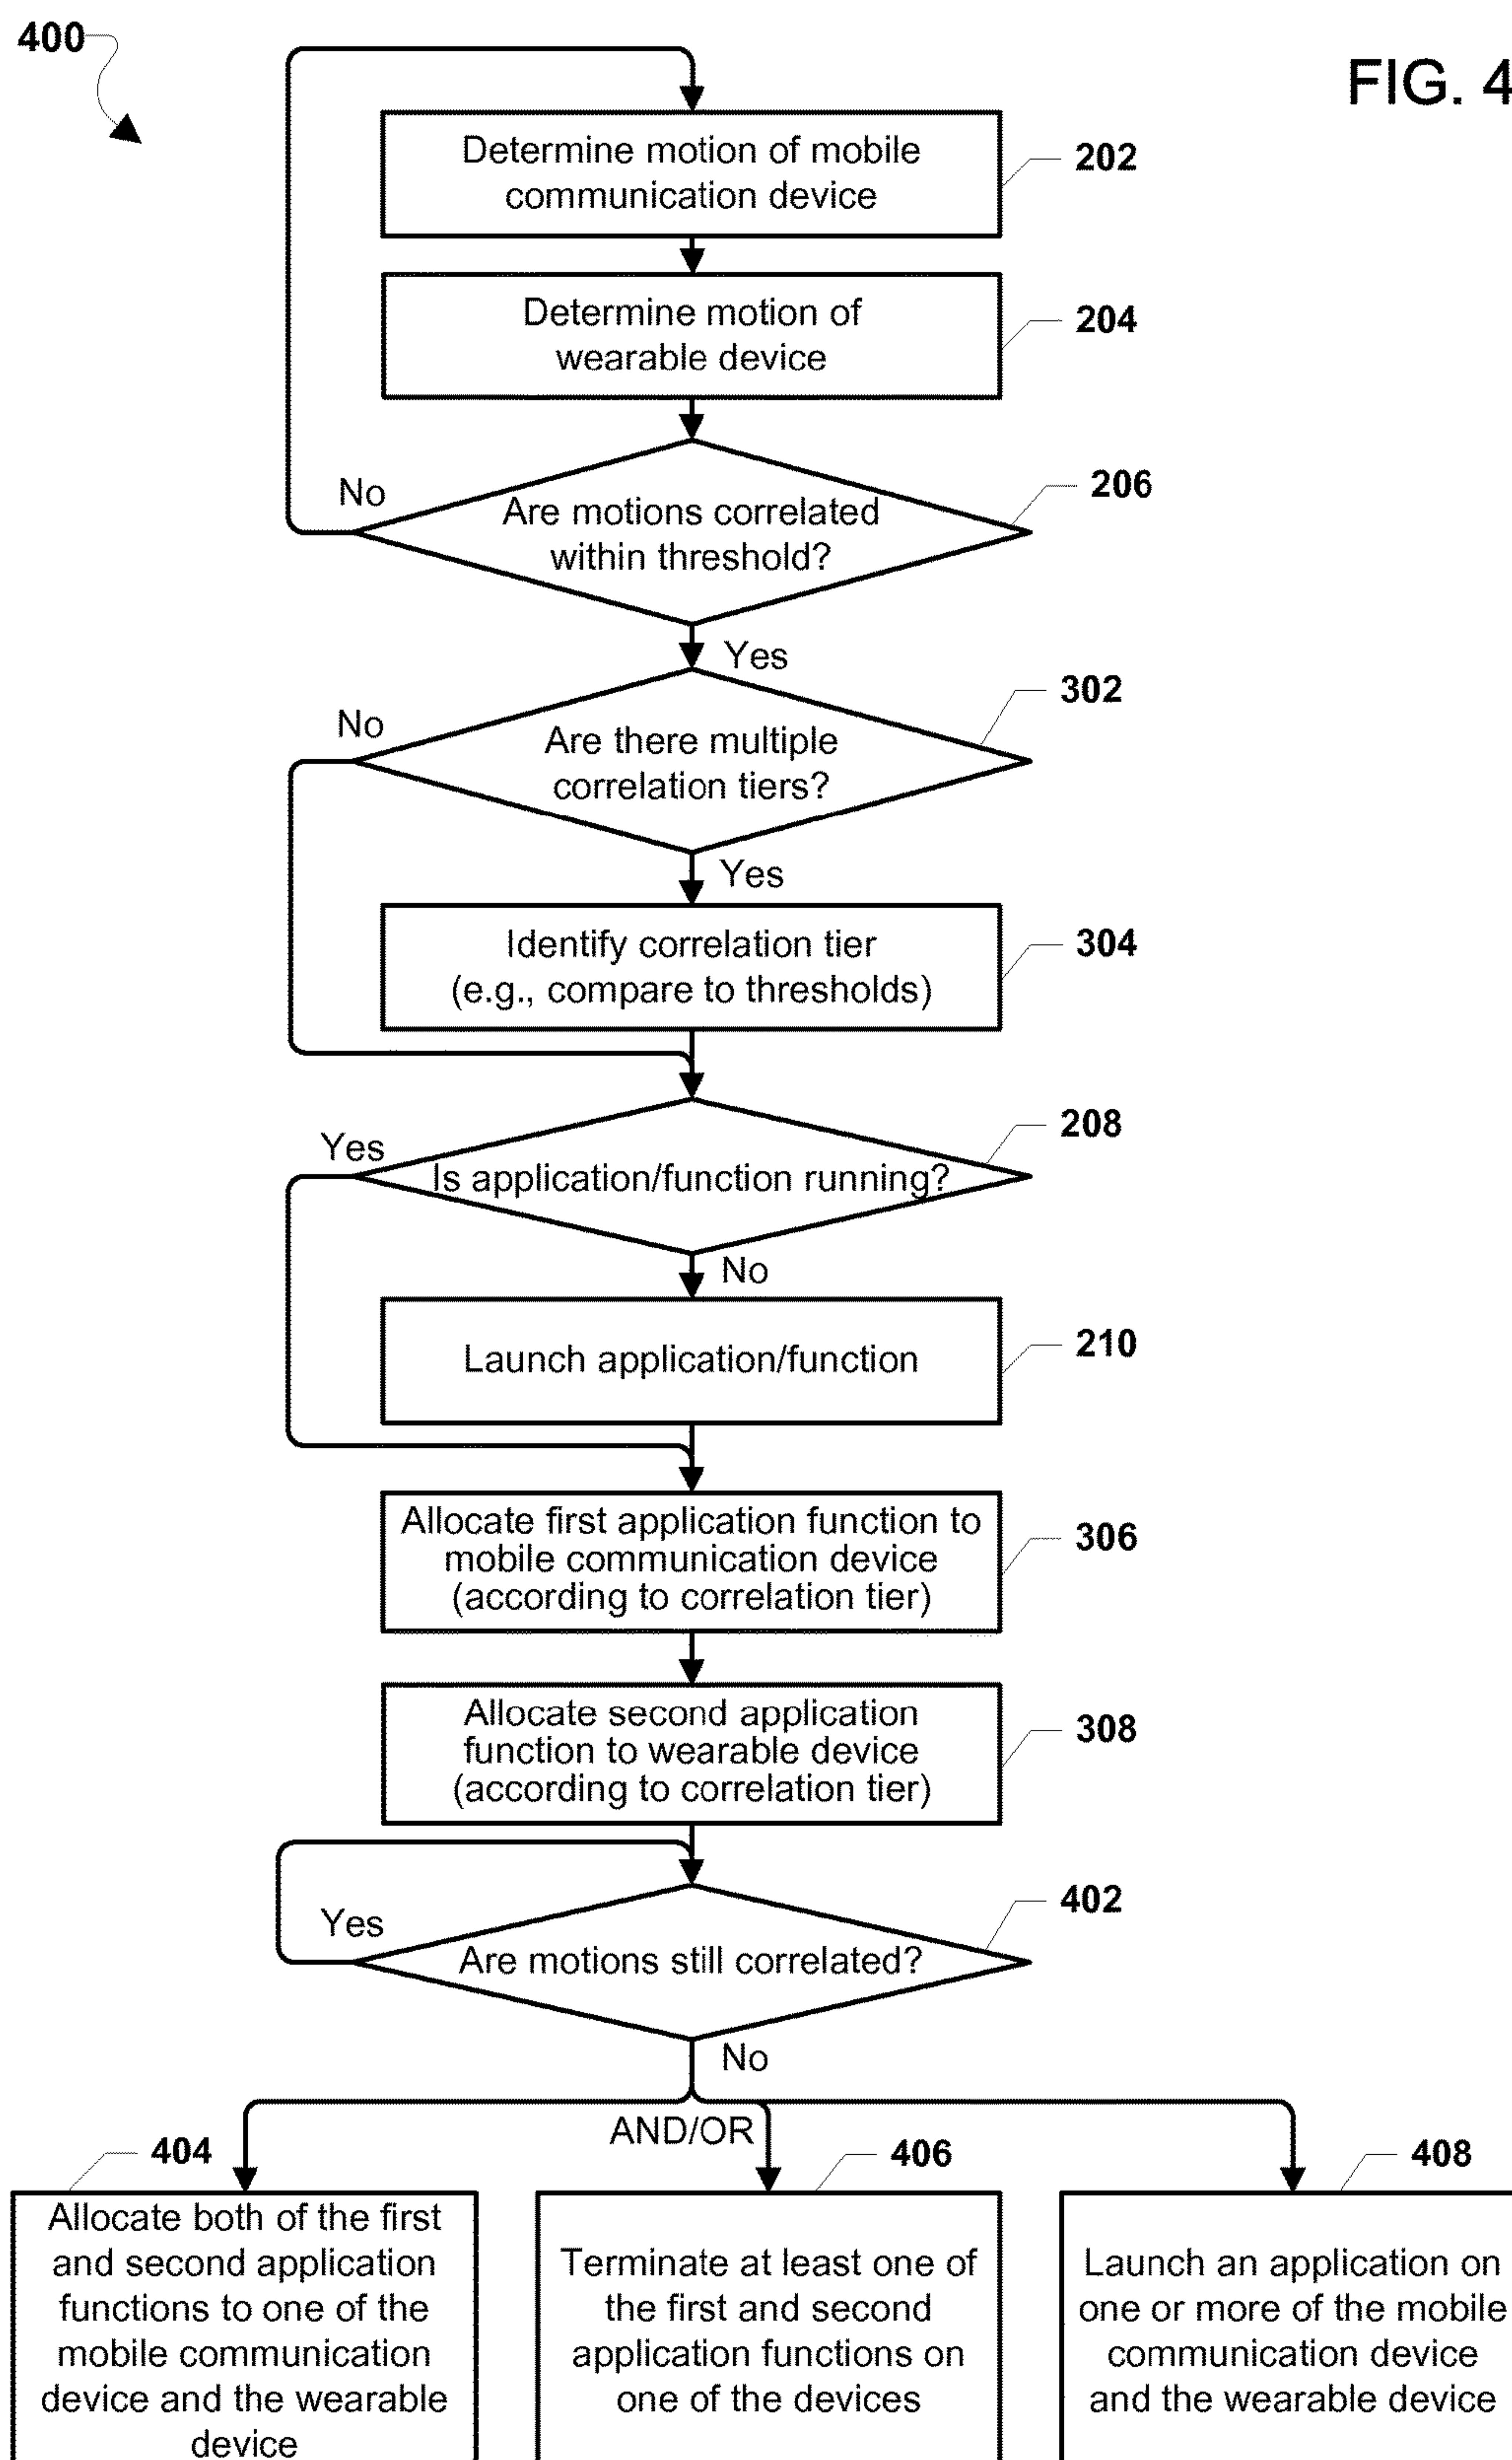 400
FIG. 4
Determine motion of mobile
communication device
202
Determine motion of
wearable device
204
No
Are motions correlated
within threshold?
206
Yes
No
Are there multiple
correlation tiers?
302
Yes
Identify correlation tier
(e.g., compare to thresholds)
304
Yes
Is application/function running?
208
No
Launch application/function
210
Allocate first application function to
mobile communication device
(according to correlation tier)
306
Allocate second application
function to wearable device
(according to correlation tier)
308
Yes
Are motions still correlated?
402
No
AND/OR
404
Allocate both of the first
and second application
functions to one of the
mobile communication
device and the wearable
device
406
Terminate at least one of
the first and second
application functions on
one of the devices
408
Launch an application on
one or more of the mobile
communication device
and the wearable device